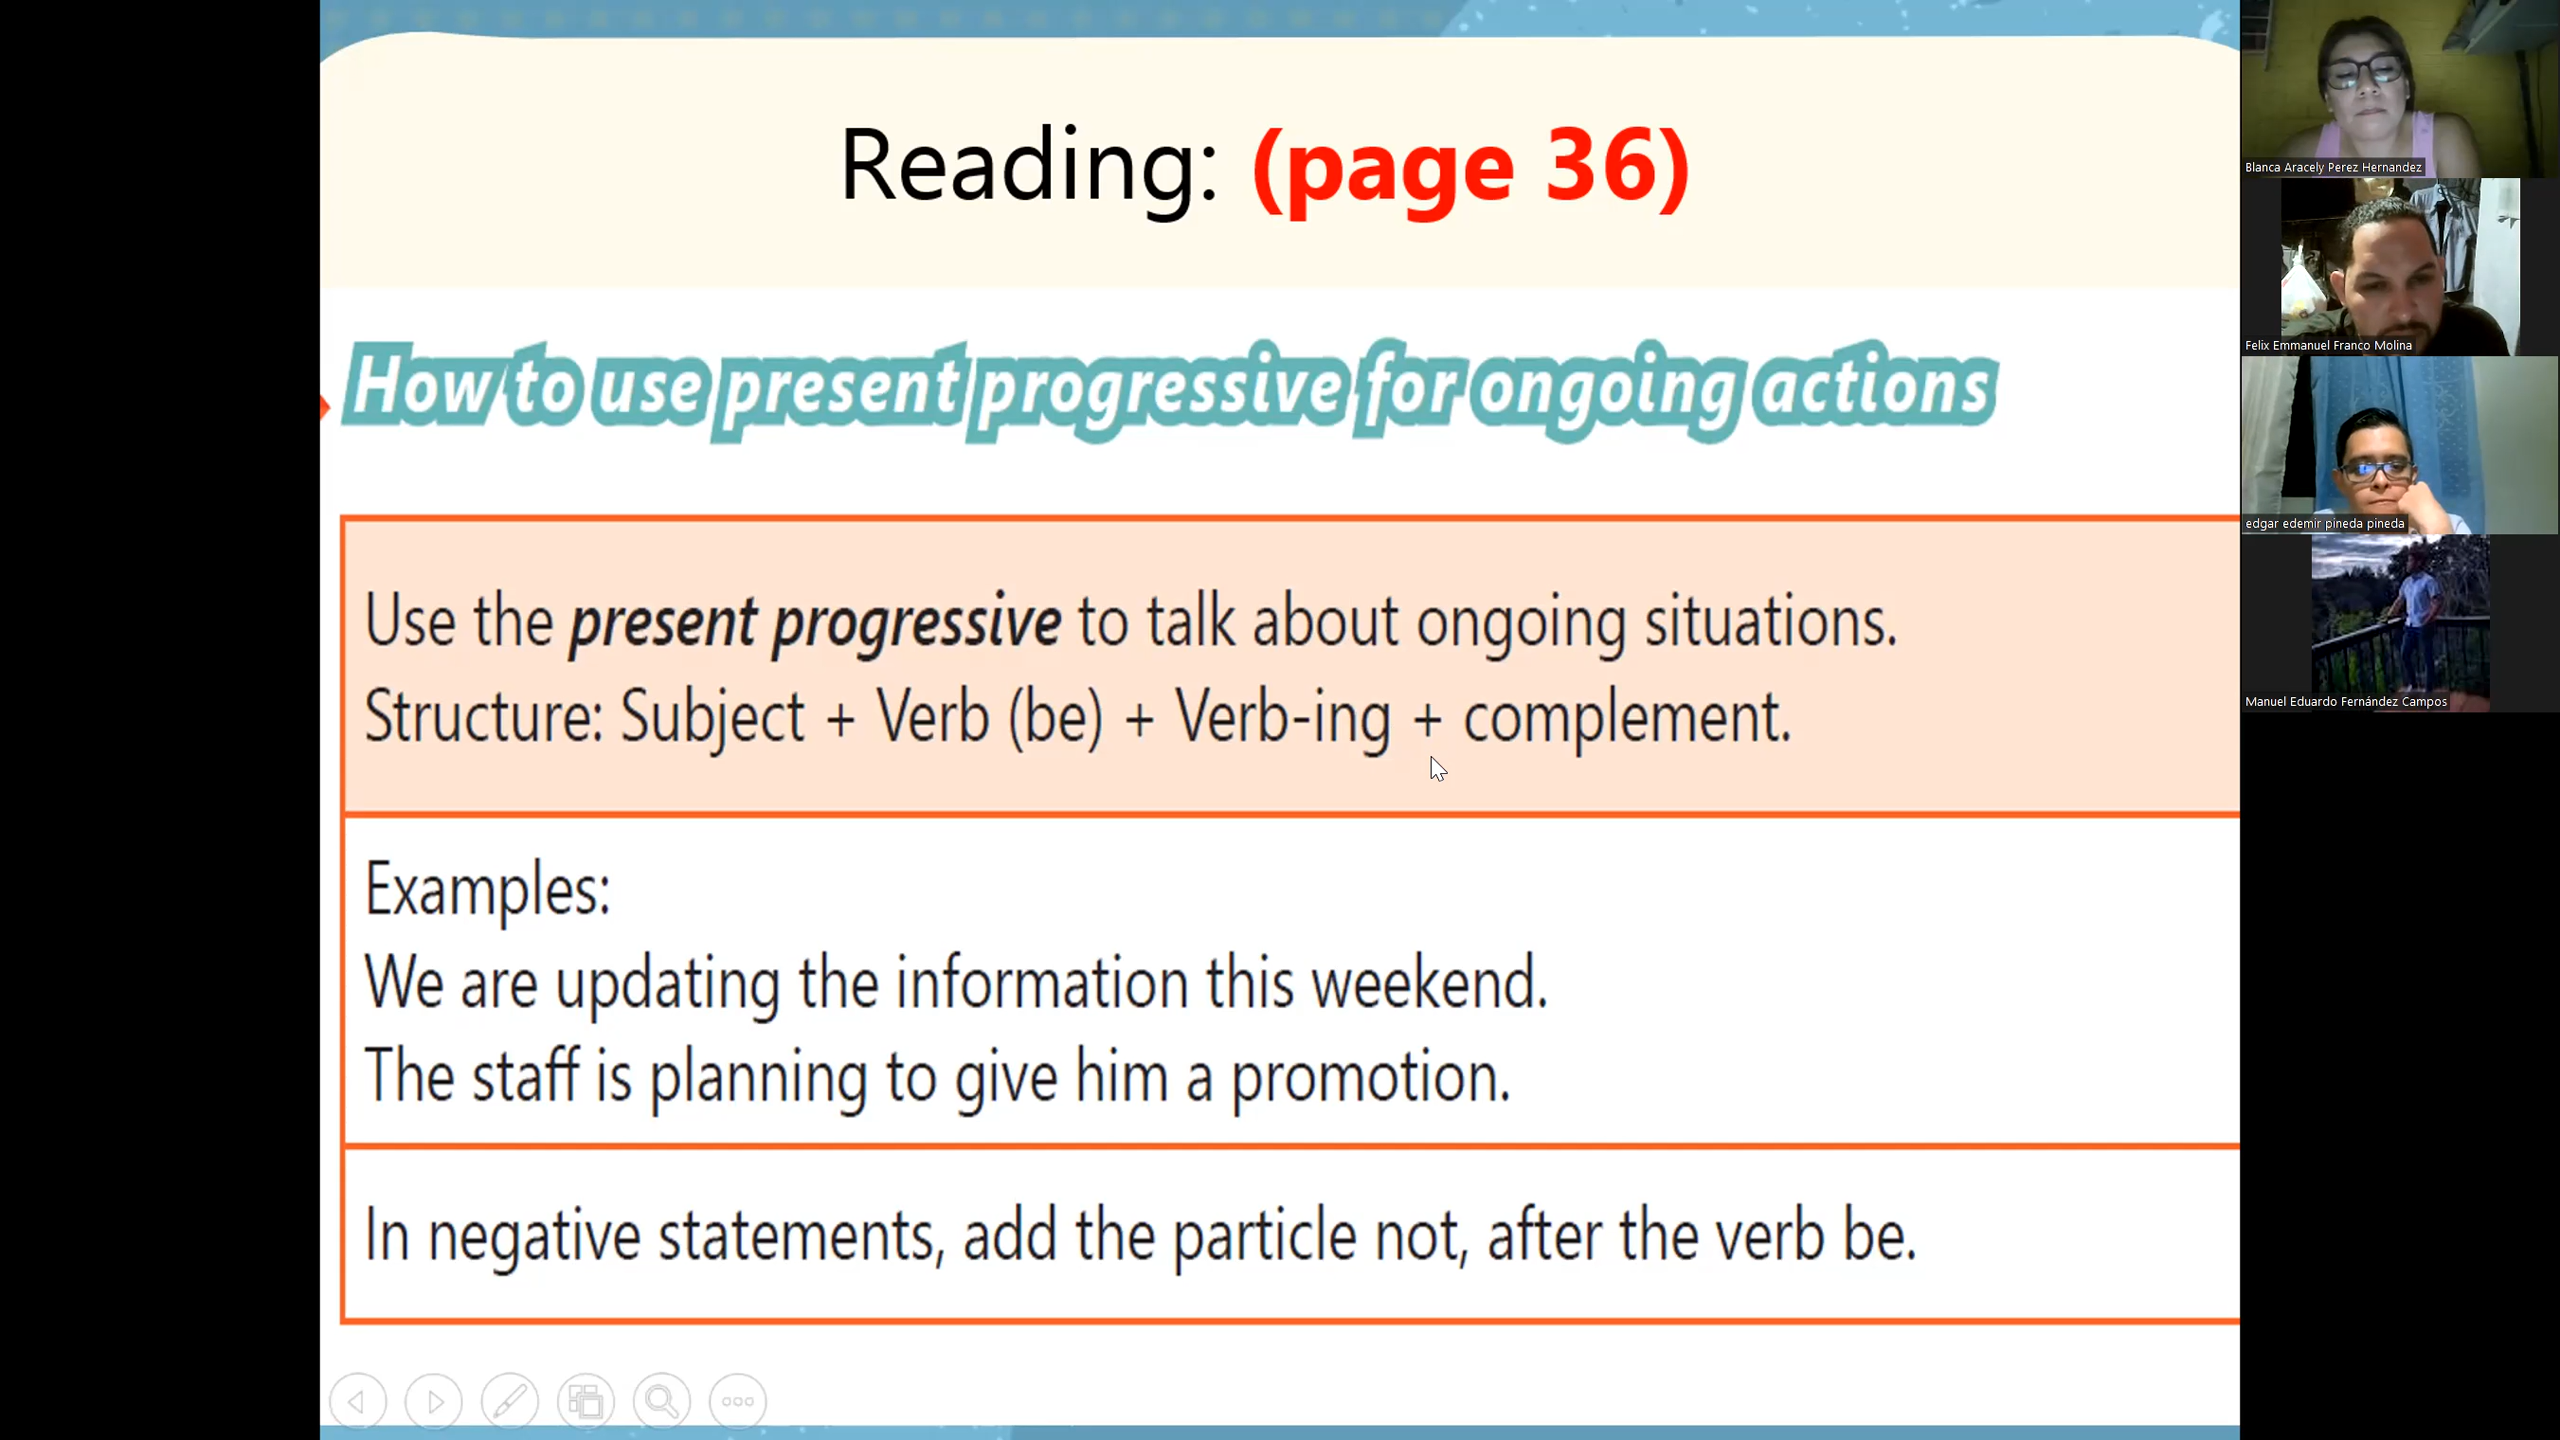 Reading: (page 36)
How to use present progressive for ongoing actions
Use the present progressive to talk about ongoing situations.
Structure: Subject + Verb (be) + Verb-ing + complement.
Examples:
We are updating the information this weekend.
The staff is planning to give him a promotion.
In negative statements, add the particle not, after the verb be.
Blanca Aracely Perez Hernandez
Felix Emmanuel Franco Molina
edgar edemir pineda pineda
Manuel Eduardo Fernández Campos